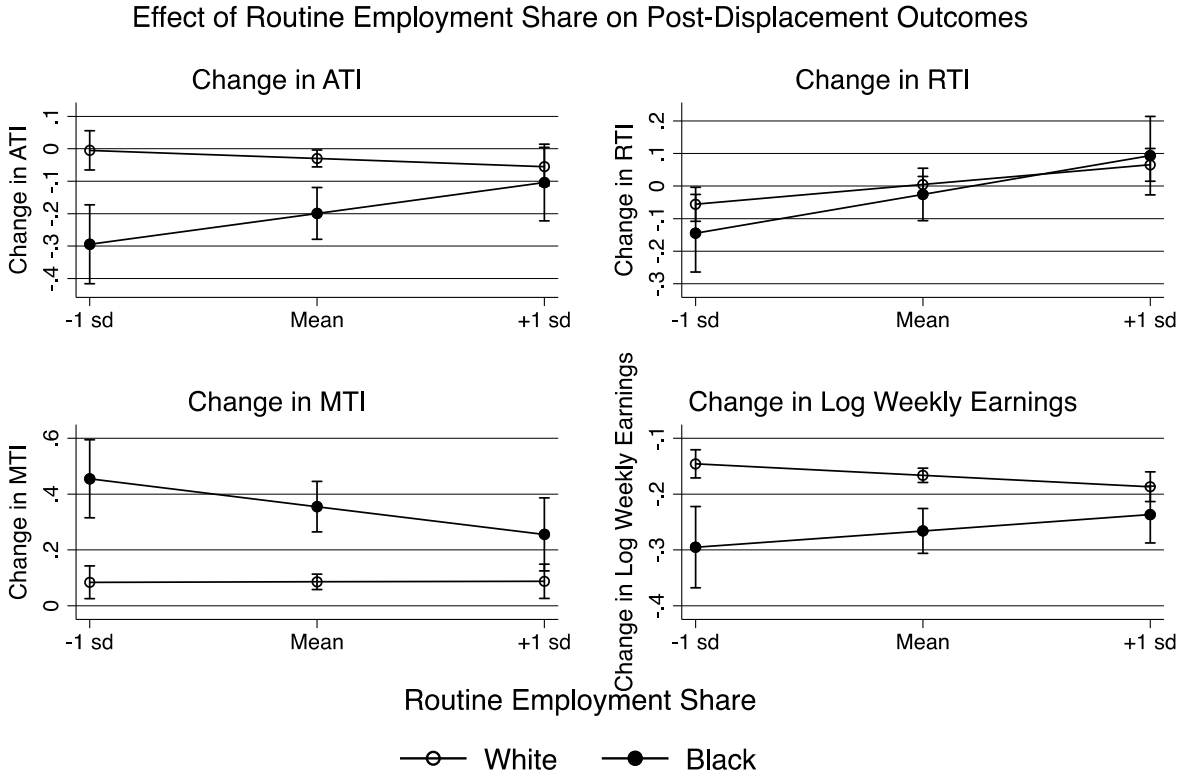 Effect of Routine Employment Share on Post-Displacement Outcomes
Change in ATI
Change in ATI
.1
0
-.1
-.2
-.3
-.4
-1 sd
Mean
+1 sd
Change in RTI
Change in RTI
.2
.1
0
-.1
-.2
-.3
-1 sd
Mean
+1 sd
Change in MTI
Change in MTI
.6
.4
.2
0
-1 sd
Mean
+1 sd
Change in Log Weekly Earnings
Change in Log Weekly Earnings
-.1
-.2
-.3
-.4
-1 sd
Mean
+1 sd
Routine Employment Share
White
Black